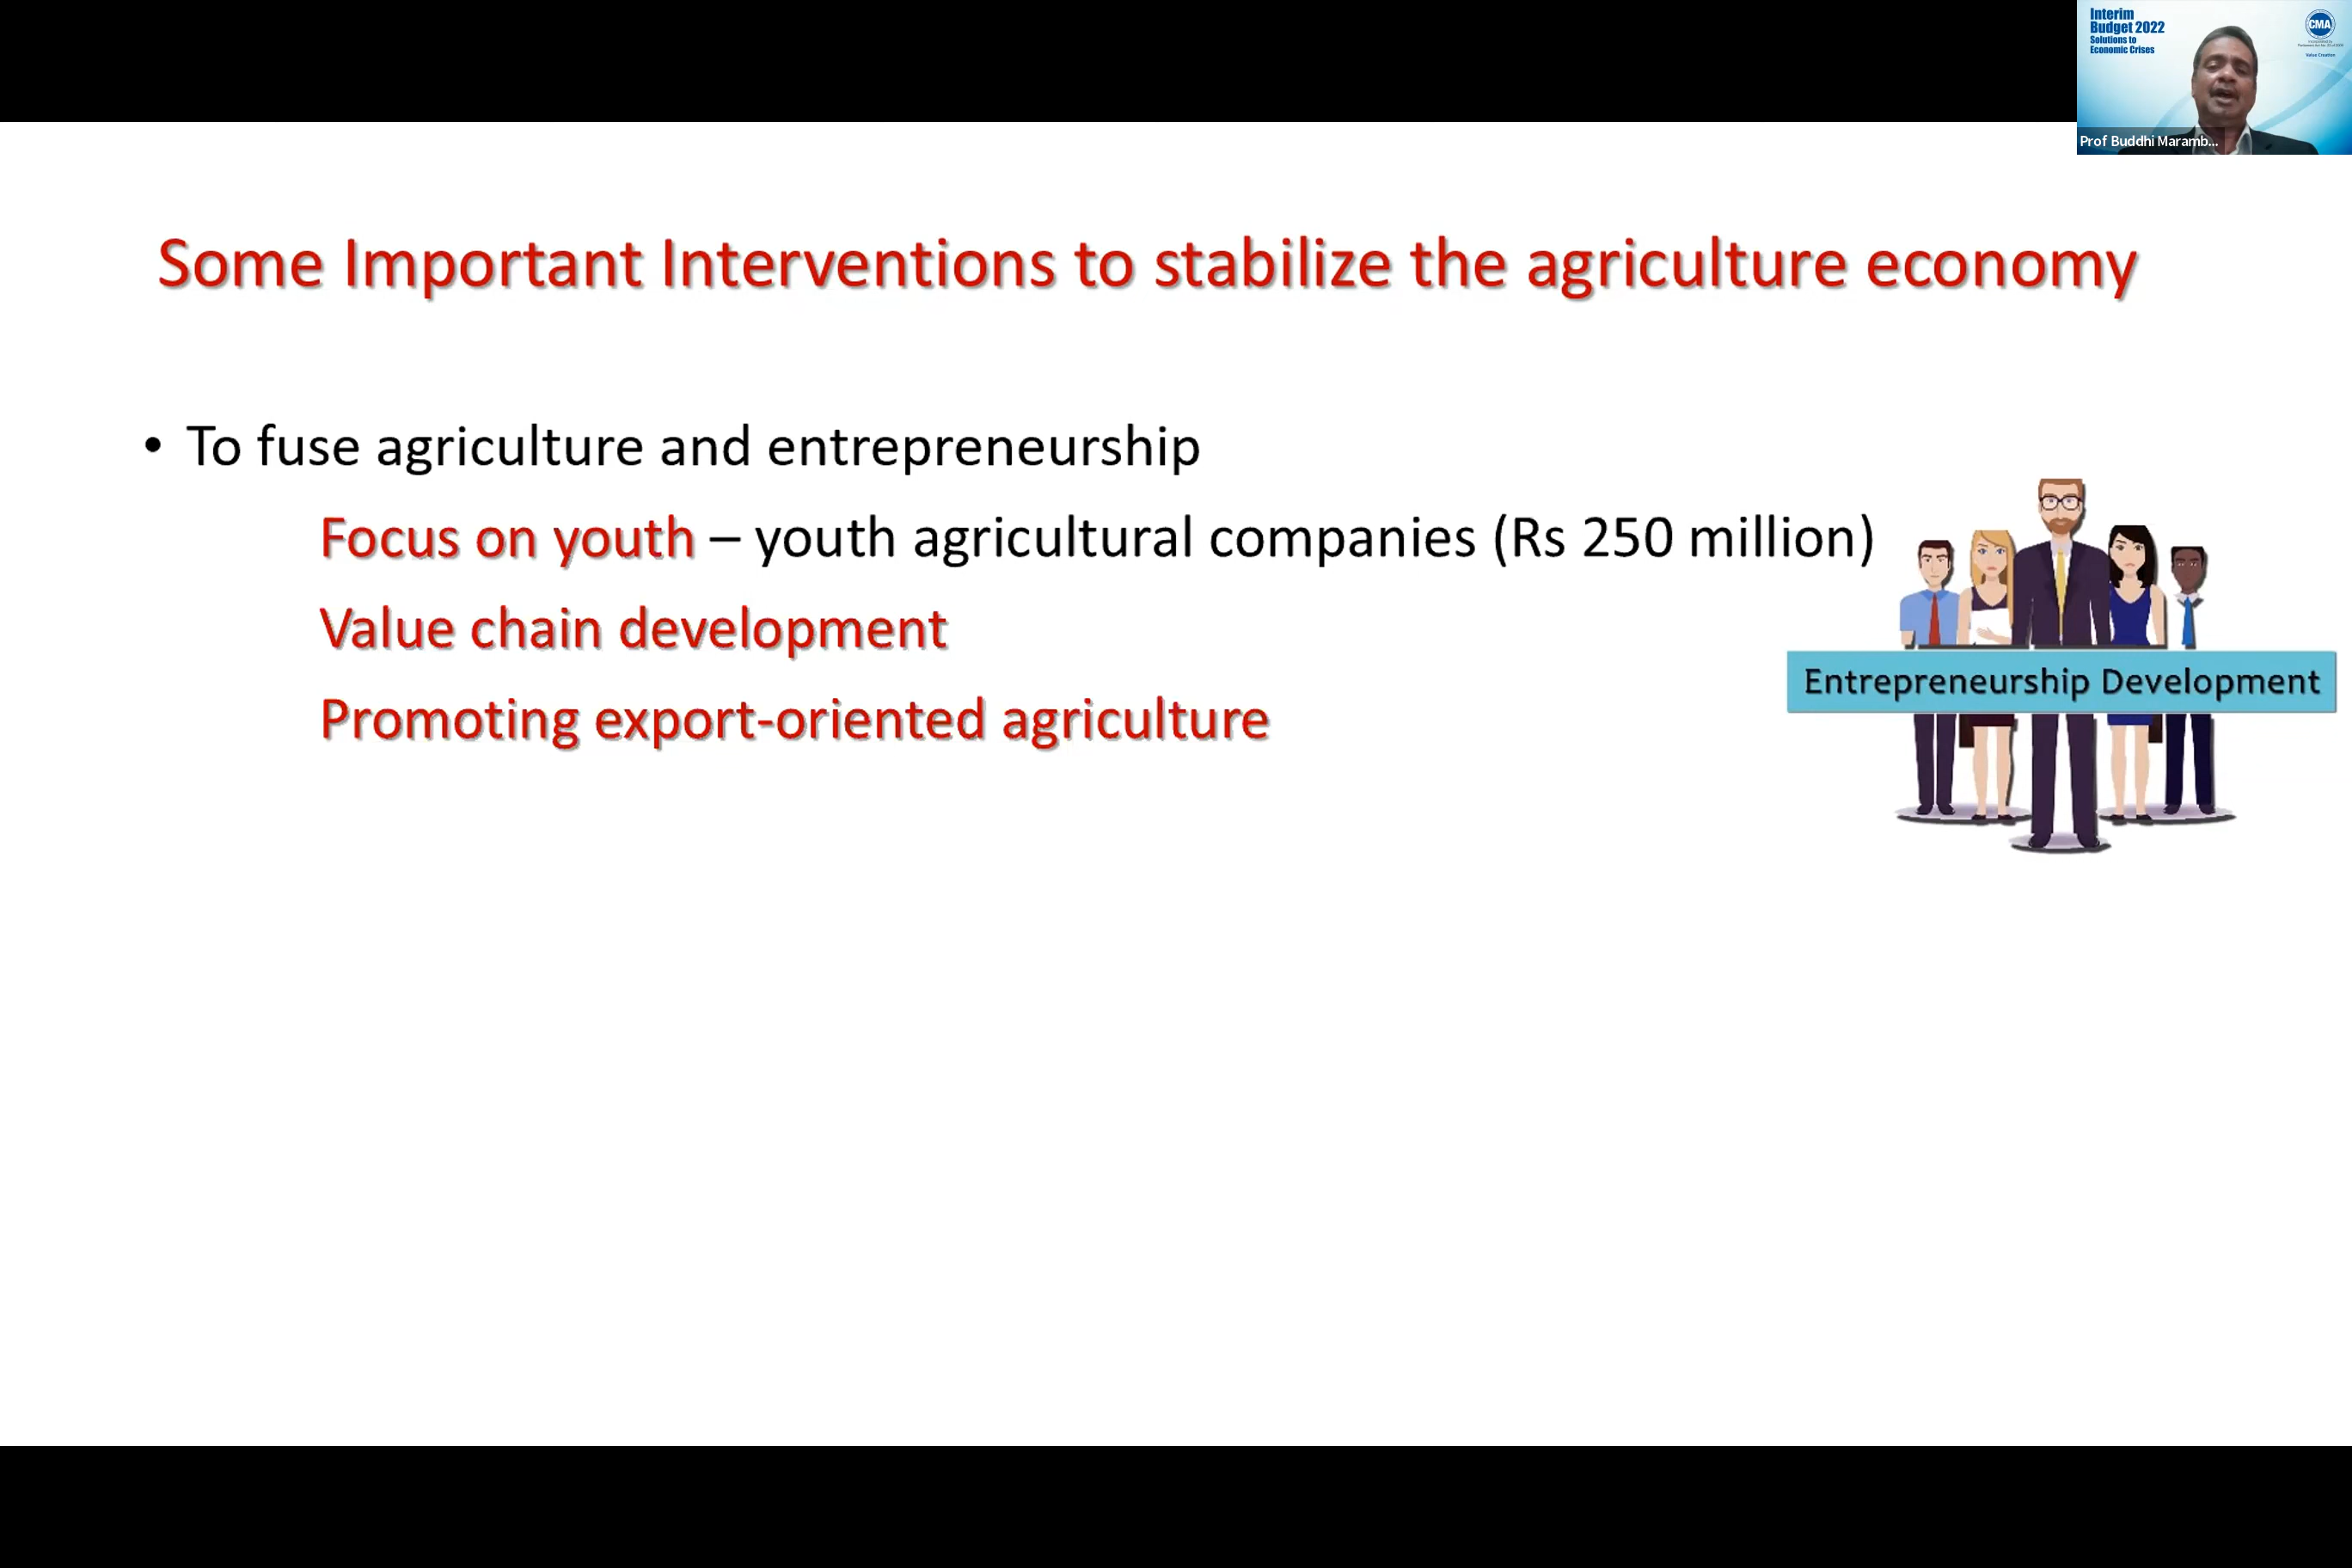 Interim
Budget 2022
Solutions to
Economic Crises
CMA
Value Creation
Prof Buddhi Maramb...
Some Important Interventions to stabilize the agriculture economy
• To fuse agriculture and entrepreneurship
Focus on youth – youth agricultural companies (Rs 250 million)
Value chain development
Promoting export-oriented agriculture
Entrepreneurship Development